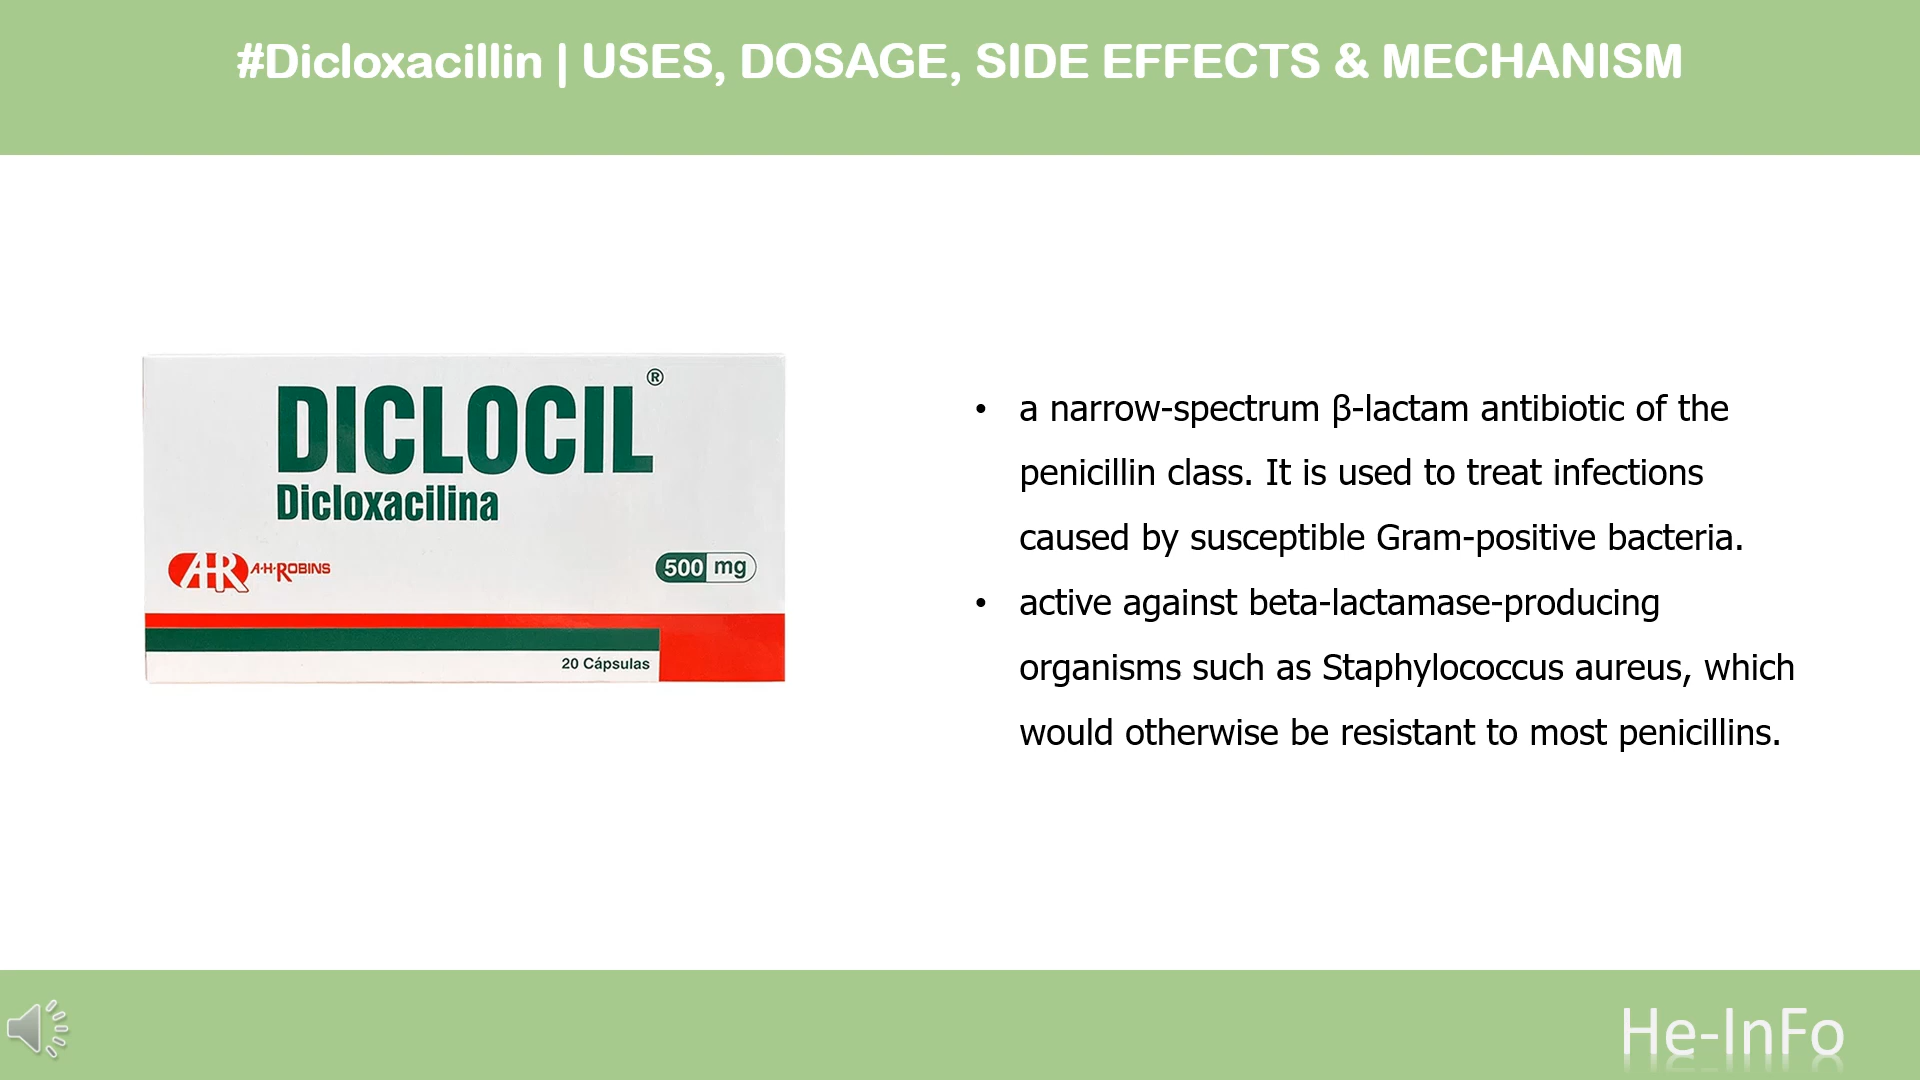 #Dicloxacillin | USES, DOSAGE, SIDE EFFECTS & MECHANISM
DICLOCIL®
Dicloxacilina
AHR A·H·ROBINS
500 mg
20 Cápsulas
• a narrow-spectrum β-lactam antibiotic of the
penicillin class. It is used to treat infections
caused by susceptible Gram-positive bacteria.
• active against beta-lactamase-producing
organisms such as Staphylococcus aureus, which
would otherwise be resistant to most penicillins.
He-InFo